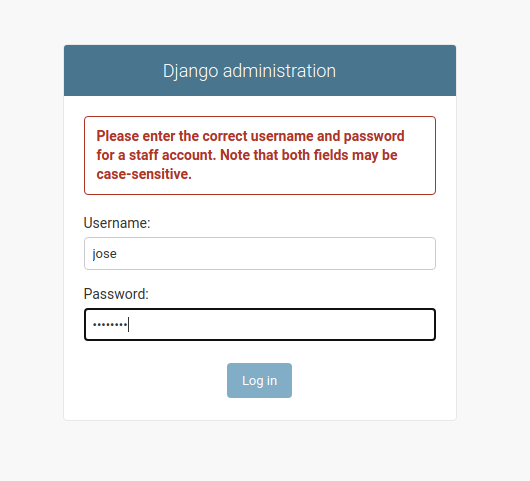 Django administration
Please enter the correct username and password
for a staff account. Note that both fields may be
case-sensitive.
Username:
jose
Password:
••••••••
Log in